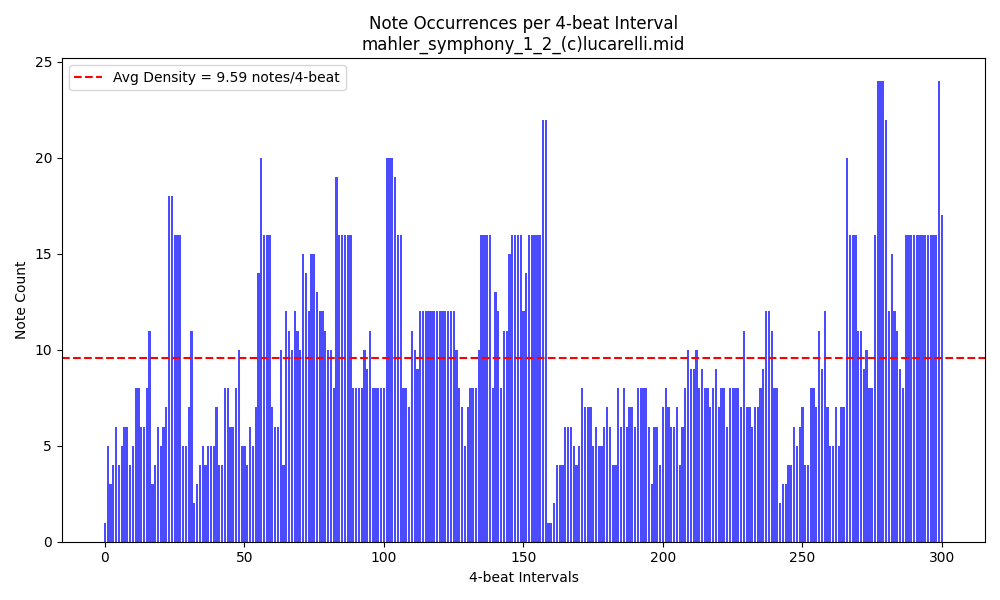 Note Occurrences per 4-beat Interval
mahler_symphony_1_2_(c)lucarelli.mid
Avg Density = 9.59 notes/4-beat
Note Count
25
20
15
10
5
0
0 50 100 150 200 250 300
4-beat Intervals